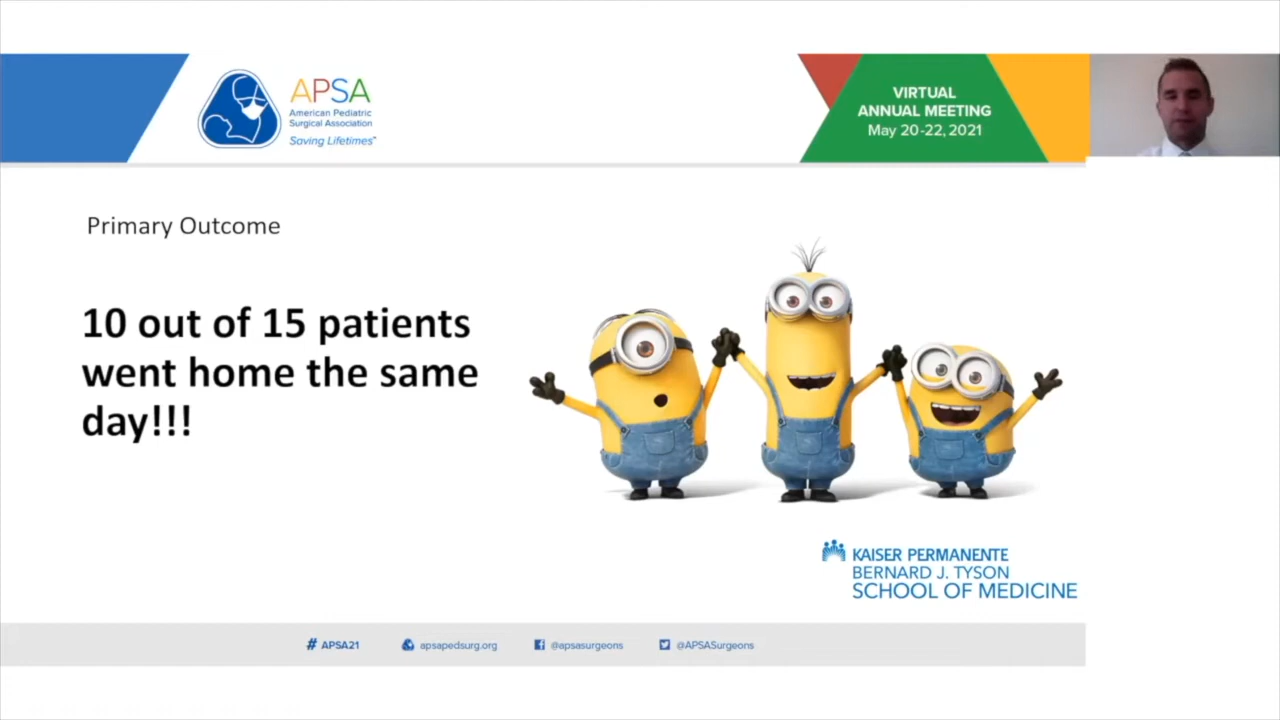 APSA
American Pediatric
Surgical Association
Saving Lifetimes™
VIRTUAL
ANNUAL MEETING
May 20-22, 2021
Primary Outcome
10 out of 15 patients
went home the same
day!!!
KAISER PERMANENTE
BERNARD J. TYSON
SCHOOL OF MEDICINE
# APSA21
apsapedsurg.org
@apsasurgeons
@APSASurgeons